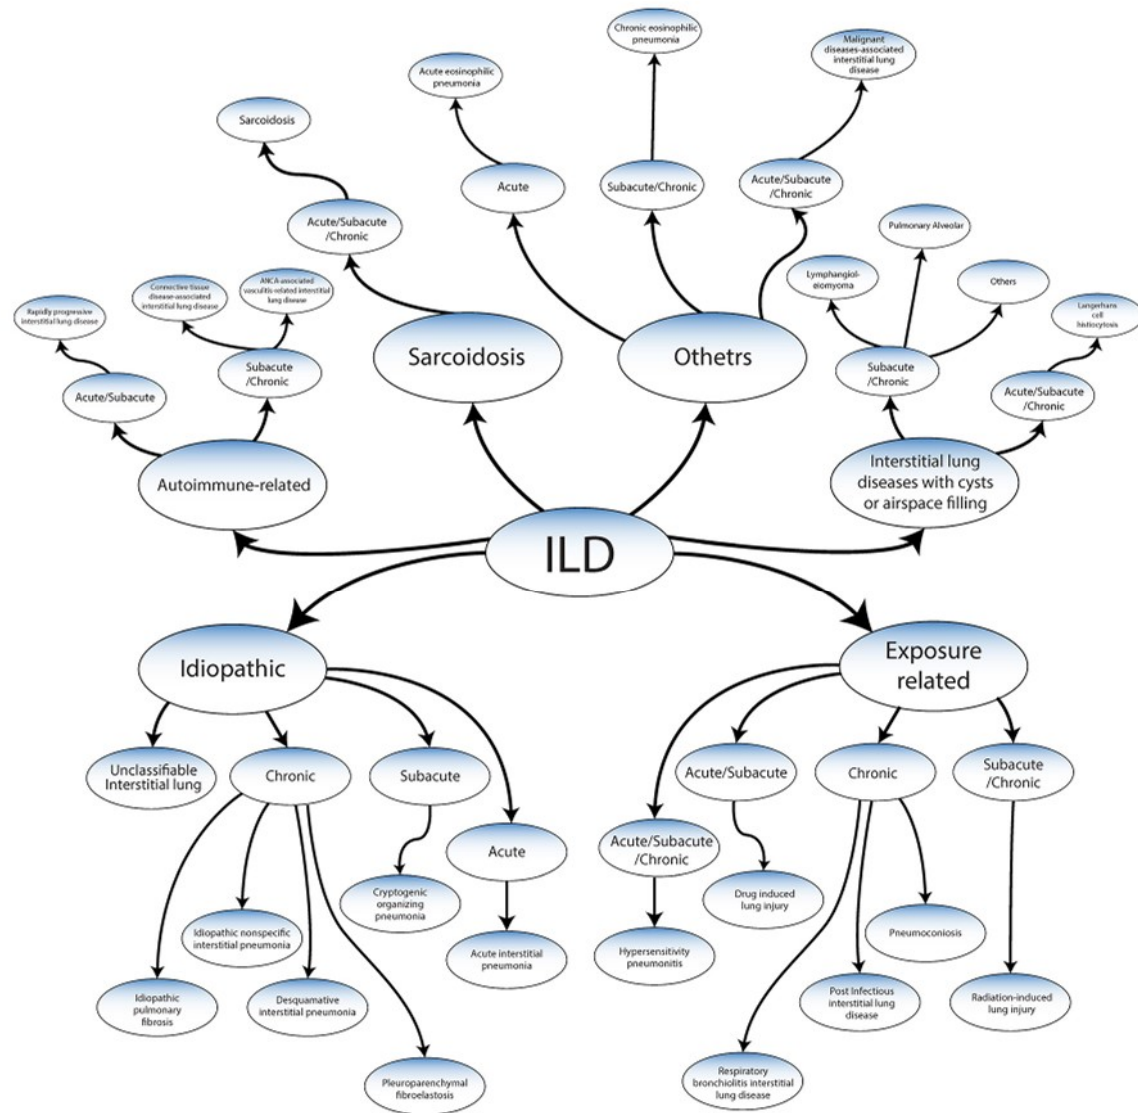 Chronic eosinophilic
pneumonia
Malignant
diseases-associated
interstitial lung
disease
Acute eosinophilic
pneumonia
Sarcoidosis
Acute
Subacute/Chronic
Acute/Subacute
/Chronic
Acute/Subacute
/Chronic
Pulmonary Alveolar
Connective tissue
disease-associated
interstitial lung disease
ANCA-associated
vasculitis-related interstitial
lung disease
Lymphangiol-
eiomyoma
Others
Rapidly progressive
interstitial lung disease
Langerhans
cell
histiocytosis
Sarcoidosis
Othetrs
Subacute
/Chronic
Subacute
/Chronic
Acute/Subacute
Acute/Subacute
/Chronic
Autoimmune-related
Interstitial lung
diseases with cysts
or airspace filling
ILD
Idiopathic
Exposure
related
Unclassifiable
Interstitial lung
Chronic
Subacute
Acute
Acute/Subacute
Chronic
Subacute
/Chronic
Acute/Subacute
/Chronic
Cryptogenic
organizing
pneumonia
Drug induced
lung injury
Idiopathic nonspecific
interstitial pneumonia
Acute interstitial
pneumonia
Hypersensitivity
pneumonitis
Pneumoconiosis
Idiopathic
pulmonary
fibrosis
Desquamative
interstitial pneumonia
Post Infectious
interstitial lung
disease
Radiation-induced
lung injury
Pleuroparenchymal
fibroelastosis
Respiratory
bronchiolitis interstitial
lung disease